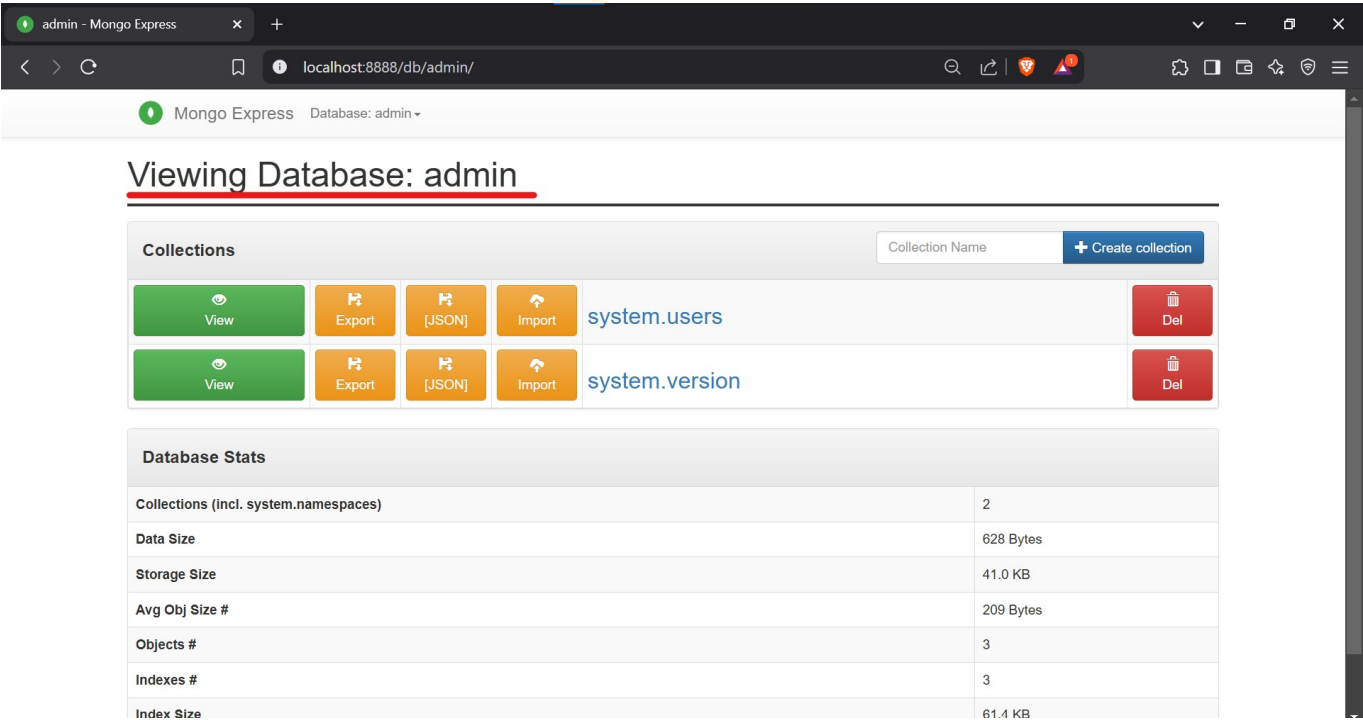 admin - Mongo Express
localhost:8888/db/admin/
1
Mongo Express Database: admin
Viewing Database: admin
Collections
Collection Name
Create collection
View Export [JSON] Import system.users Del
View Export [JSON] Import system.version Del
Database Stats
Collections (incl. system.namespaces) 2
Data Size 628 Bytes
Storage Size 41.0 KB
Avg Obj Size # 209 Bytes
Objects # 3
Indexes # 3
Index Size 61.4 KB